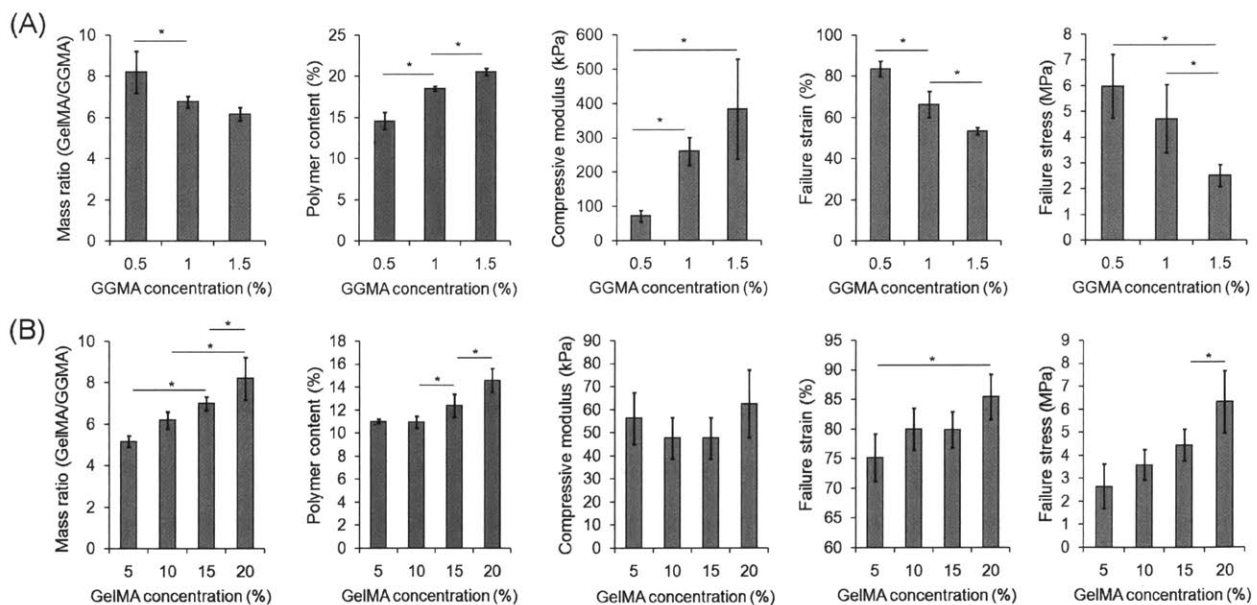 (A)
Mass ratio (GelMA/GGMA)
10
8
6
4
2
0
*
0.5 1 1.5
GGMA concentration (%)
Polymer content (%)
25
20
15
10
5
0
*
*
0.5 1 1.5
GGMA concentration (%)
Compressive modulus (kPa)
600
500
400
300
200
100
0
*
*
0.5 1 1.5
GGMA concentration (%)
Failure strain (%)
100
80
60
40
20
0
*
*
0.5 1 1.5
GGMA concentration (%)
Failure stress (MPa)
8
7
6
5
4
3
2
1
0
*
*
0.5 1 1.5
GGMA concentration (%)
(B)
Mass ratio (GelMA/GGMA)
10
8
6
4
2
0
*
*
*
5 10 15 20
GelMA concentration (%)
Polymer content (%)
18
16
14
12
10
8
6
4
2
0
*
*
5 10 15 20
GelMA concentration (%)
Compressive modulus (kPa)
90
80
70
60
50
40
30
20
10
0
5 10 15 20
GelMA concentration (%)
Failure strain (%)
95
90
85
80
75
70
65
60
*
5 10 15 20
GelMA concentration (%)
Failure stress (MPa)
9
8
7
6
5
4
3
2
1
0
*
5 10 15 20
GelMA concentration (%)